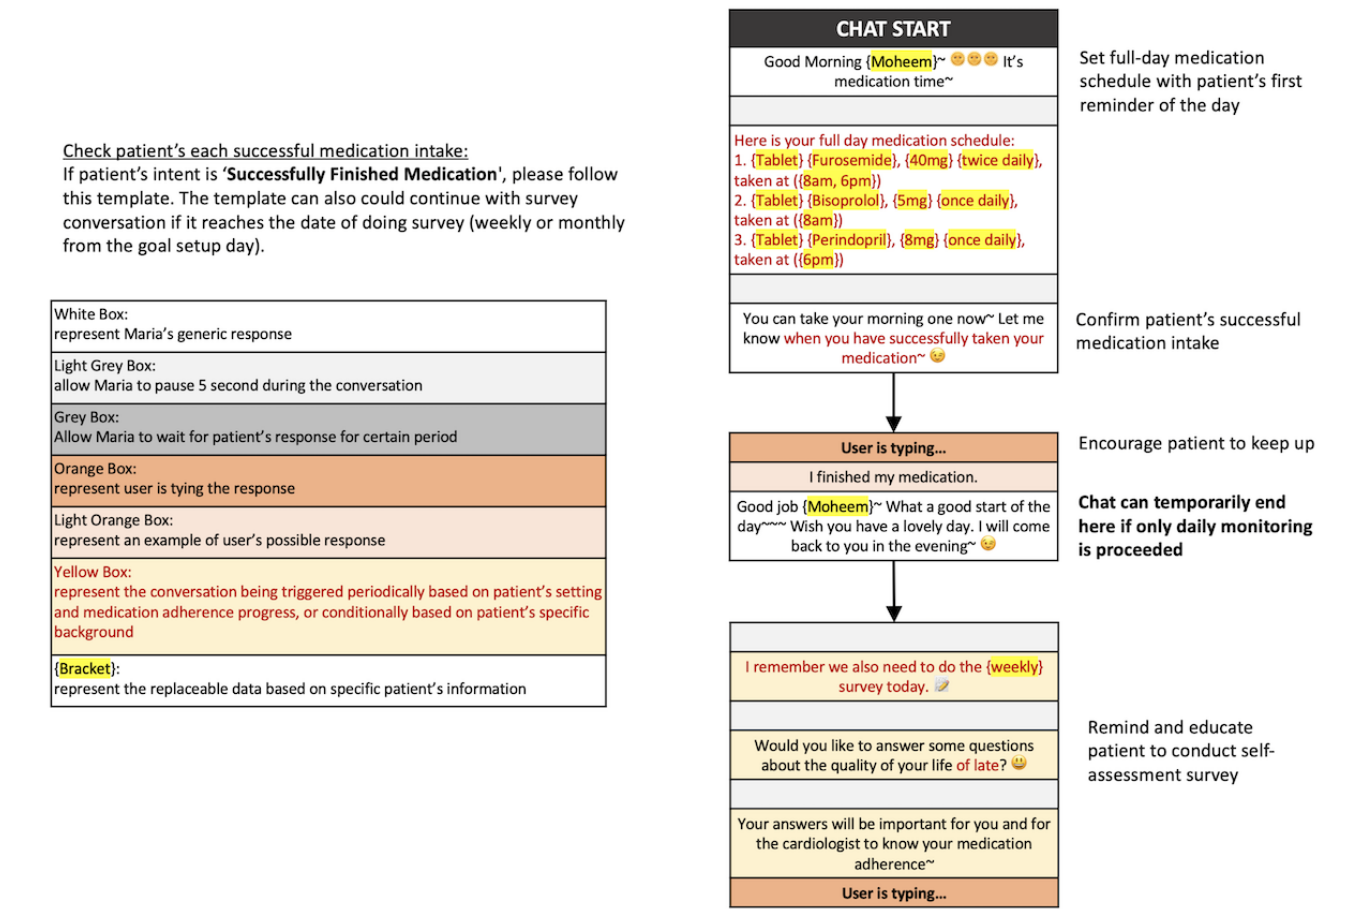 Check patient's each successful medication intake:
If patient's intent is 'Successfully Finished Medication', please follow
this template. The template can also could continue with survey
conversation if it reaches the date of doing survey (weekly or monthly
from the goal setup day).
White Box:
represent Maria's generic response
Light Grey Box:
allow Maria to pause 5 second during the conversation
Grey Box:
Allow Maria to wait for patient's response for certain period
Orange Box:
represent user is tying the response
Light Orange Box:
represent an example of user's possible response
Yellow Box:
represent the conversation being triggered periodically based on patient's setting
and medication adherence progress, or conditionally based on patient's specific
background
{Bracket}:
represent the replaceable data based on specific patient's information
CHAT START
Good Morning {Moheem}~ 😁😁😁 It's
medication time~
Here is your full day medication schedule:
1. {Tablet} {Furosemide}, {40mg} {twice daily},
taken at ({8am, 6pm})
2. {Tablet} {Bisoprolol}, {5mg} {once daily},
taken at ({8am})
3. {Tablet} {Perindopril}, {8mg} {once daily},
taken at ({6pm})
You can take your morning one now~ Let me
know when you have successfully taken your
medication~ 😉
User is typing...
I finished my medication.
Good job {Moheem}~ What a good start of the
day~~~ Wish you have a lovely day. I will come
back to you in the evening~ 😉
I remember we also need to do the {weekly}
survey today. 📝
Would you like to answer some questions
about the quality of your life of late? 😃
Your answers will be important for you and for
the cardiologist to know your medication
adherence~
User is typing...
Set full-day medication
schedule with patient's first
reminder of the day
Confirm patient's successful
medication intake
Encourage patient to keep up
Chat can temporarily end
here if only daily monitoring
is proceeded
Remind and educate
patient to conduct self-
assessment survey